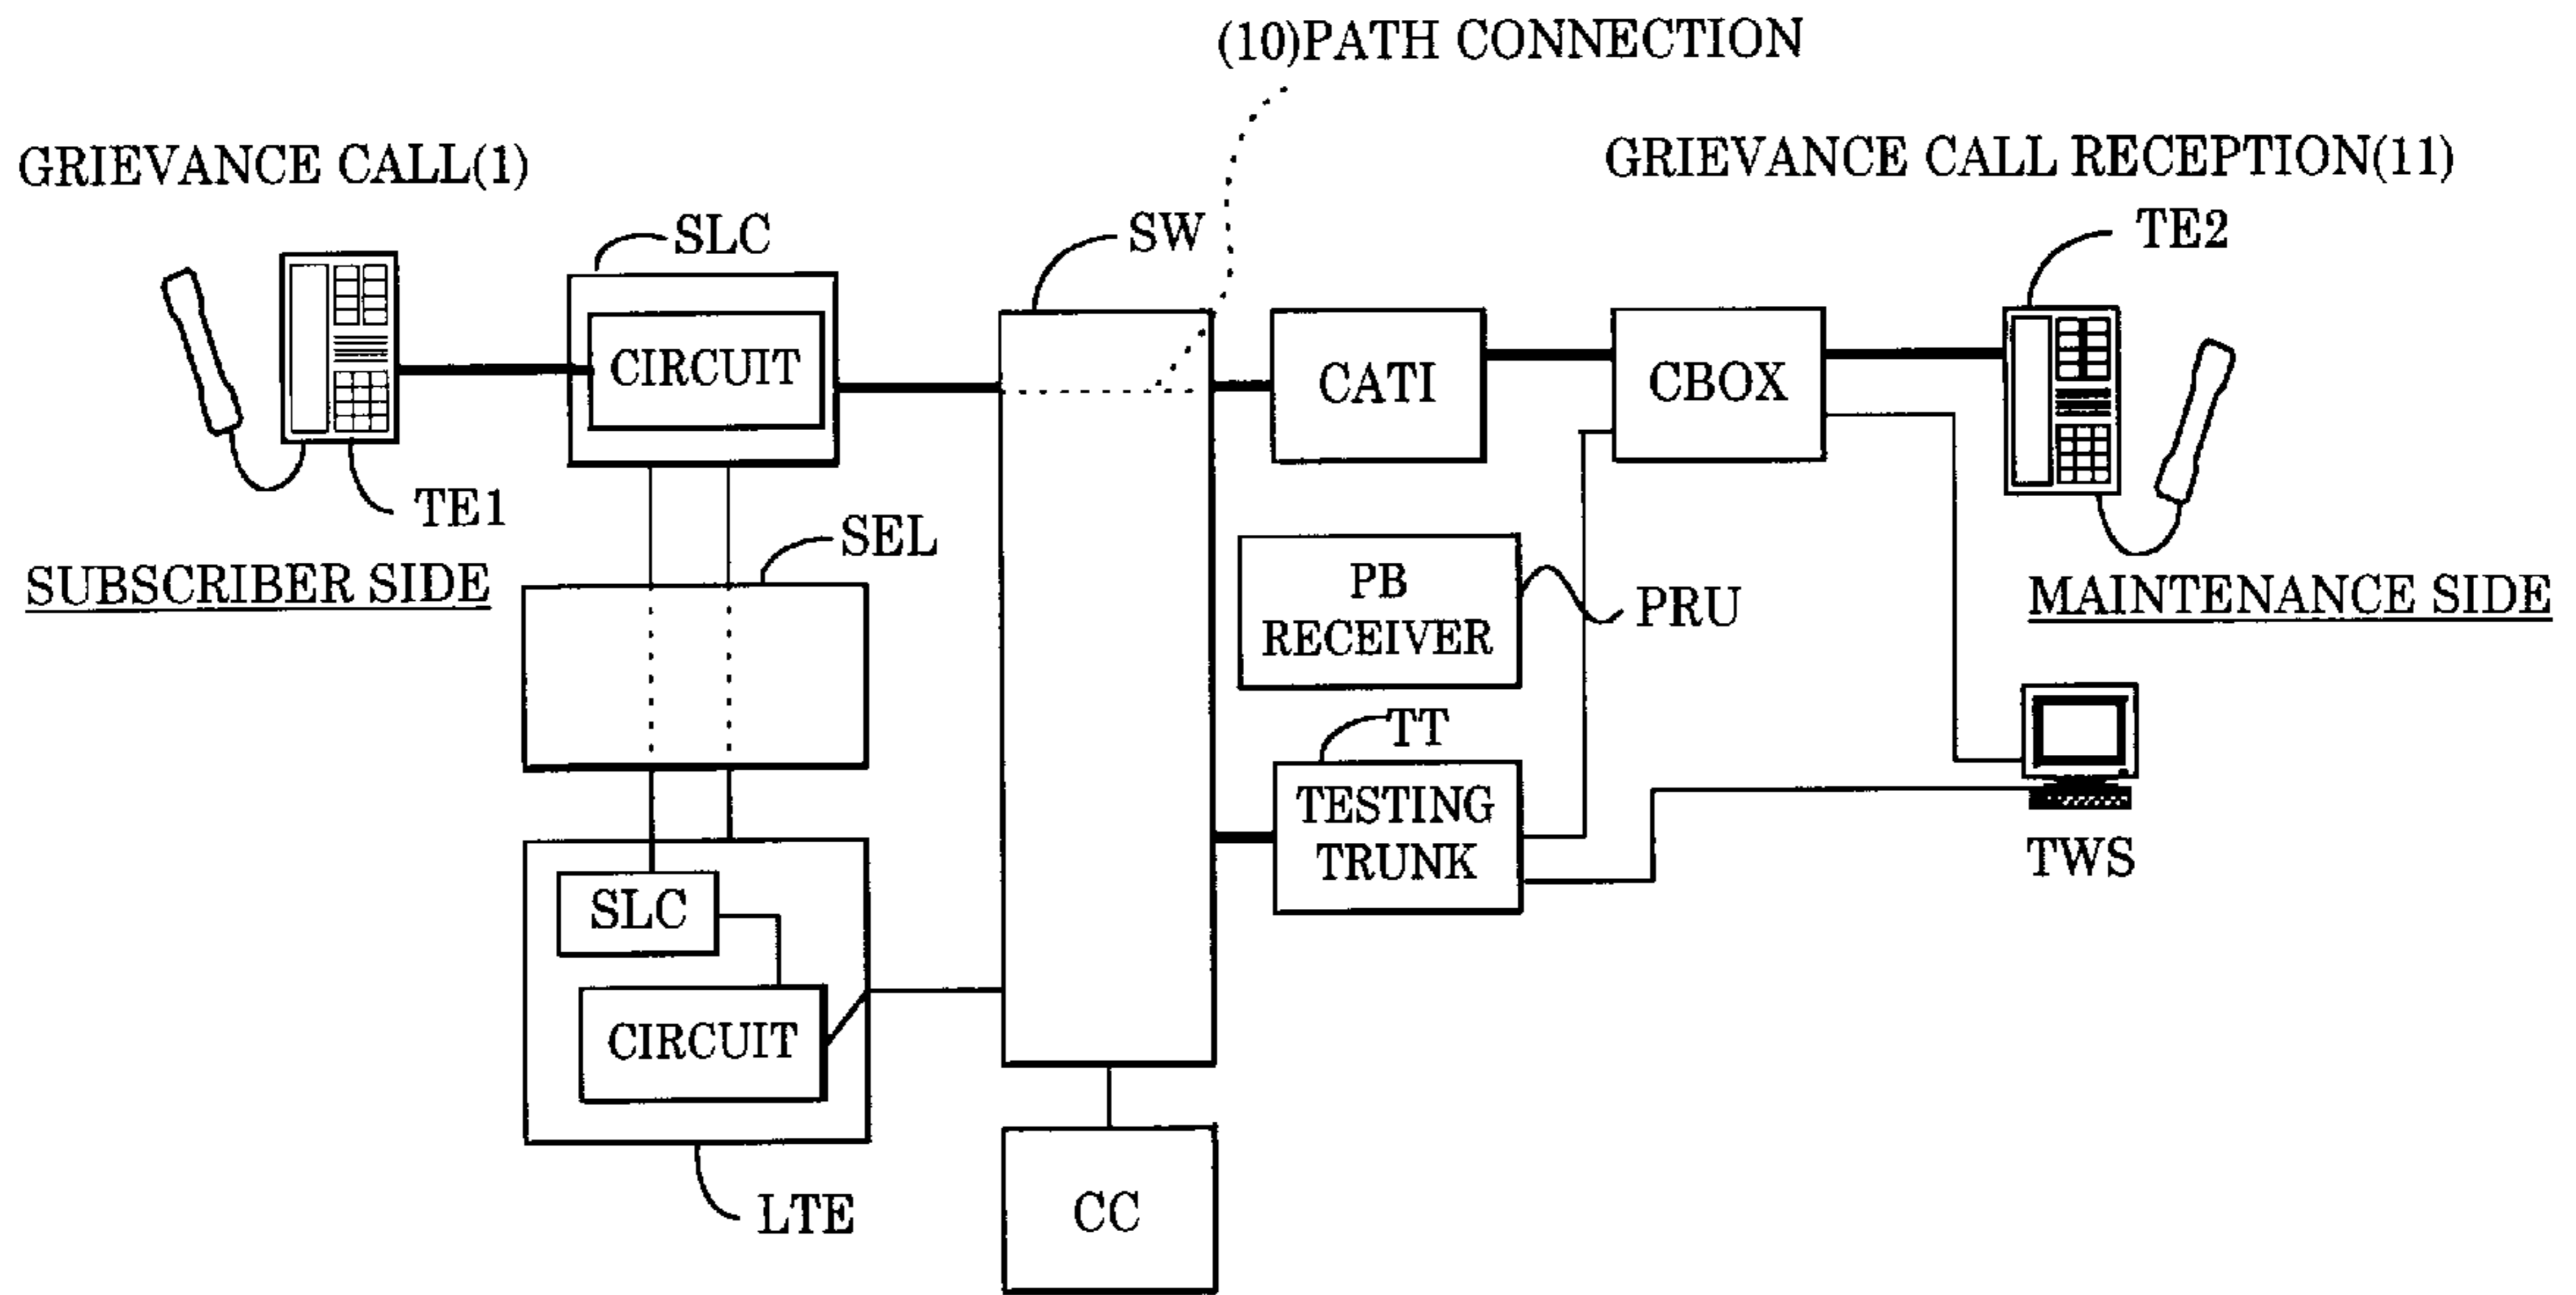 (10)PATH CONNECTION
GRIEVANCE CALL(1)
GRIEVANCE CALL RECEPTION(11)
SLC
SW
TE2
CIRCUIT
CATI
CBOX
TE1
SEL
SUBSCRIBER SIDE
PB
RECEIVER
PRU
MAINTENANCE SIDE
TT
TESTING
TRUNK
TWS
SLC
CIRCUIT
LTE
CC